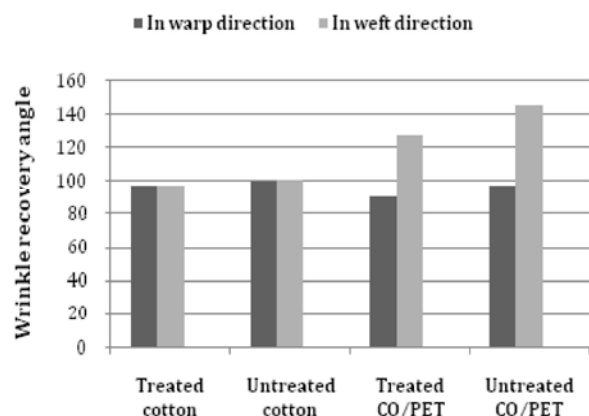 In warp direction In weft direction
Wrinkle recovery angle
160
140
120
100
80
60
40
20
0
Treated cotton
Untreated cotton
Treated CO/PET
Untreated CO/PET